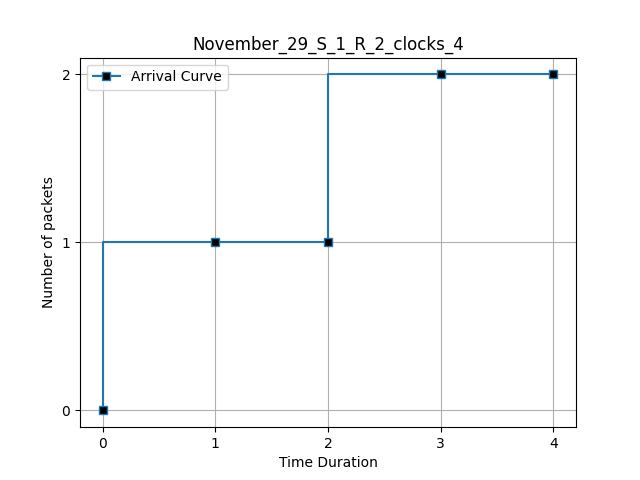 November_29_S_1_R_2_clocks_4
Arrival Curve
Number of packets
2
1
0
0 1 2 3 4
Time Duration